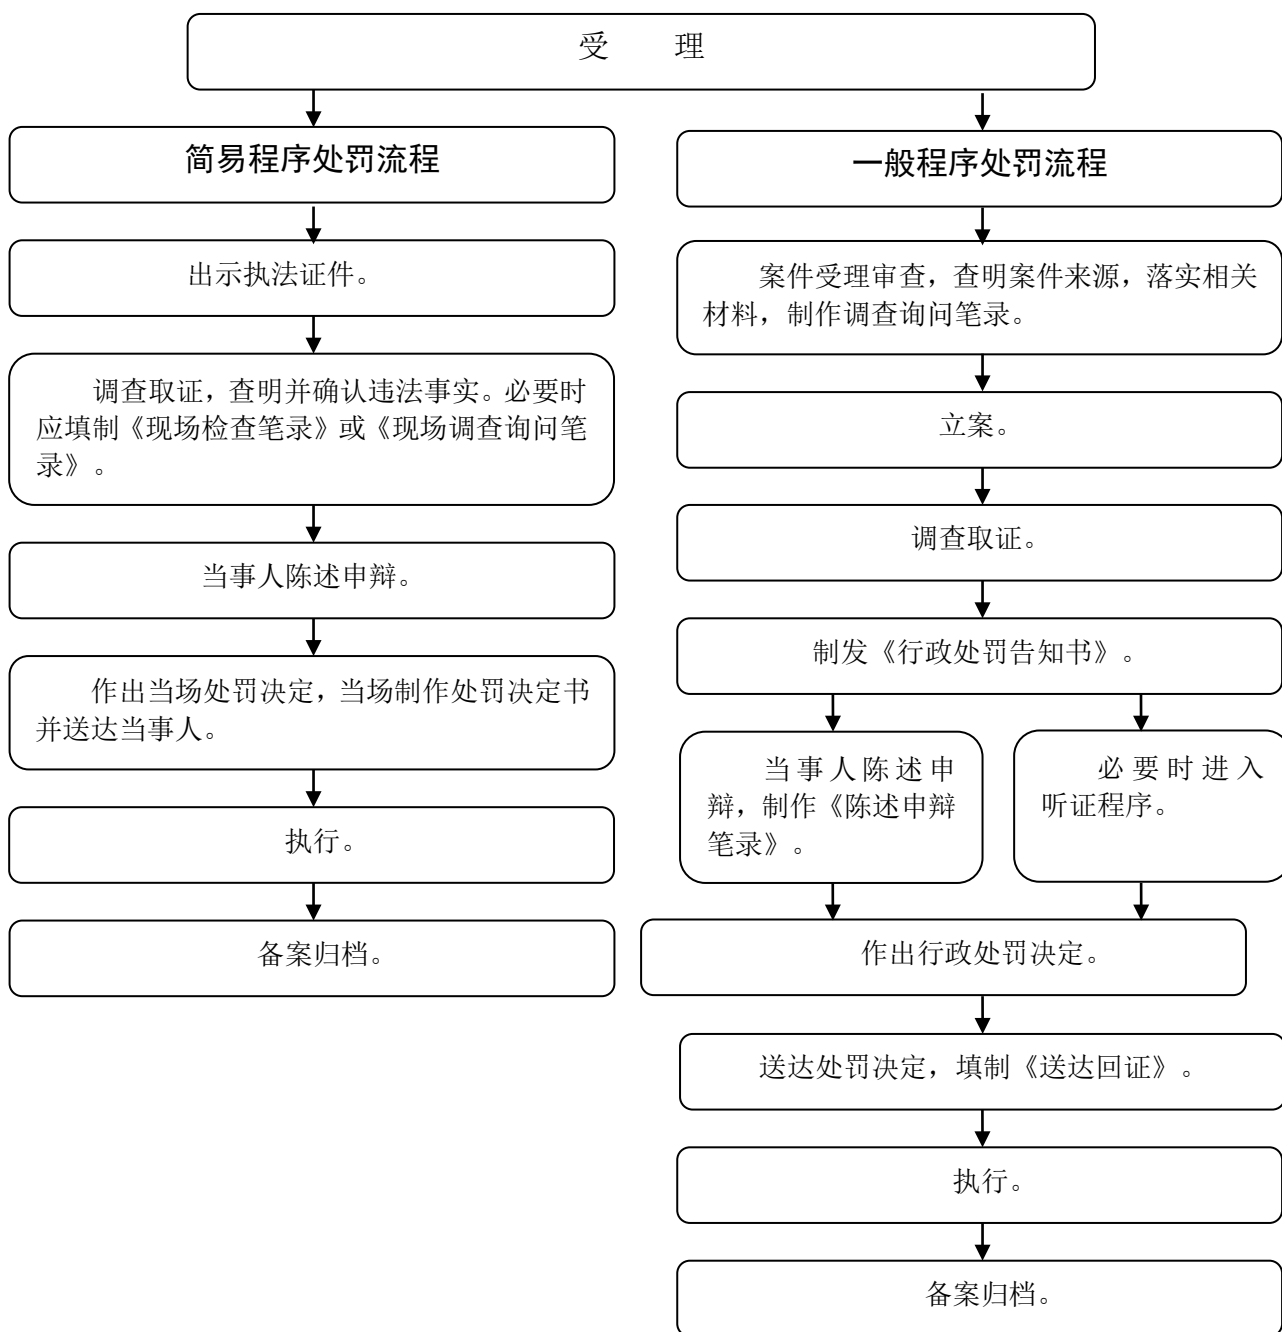 受 理
简易程序处罚流程
出示执法证件。
调查取证，查明并确认违法事实。必要时
应填制《现场检查笔录》或《现场调查询问笔
录》。
当事人陈述申辩。
作出当场处罚决定，当场制作处罚决定书
并送达当事人。
执行。
备案归档。
一般程序处罚流程
案件受理审查，查明案件来源，落实相关
材料，制作调查询问笔录。
立案。
调查取证。
制发《行政处罚告知书》。
当事人陈述申
辩，制作《陈述申辩
笔录》。
必要时进入
听证程序。
作出行政处罚决定。
送达处罚决定，填制《送达回证》。
执行。
备案归档。